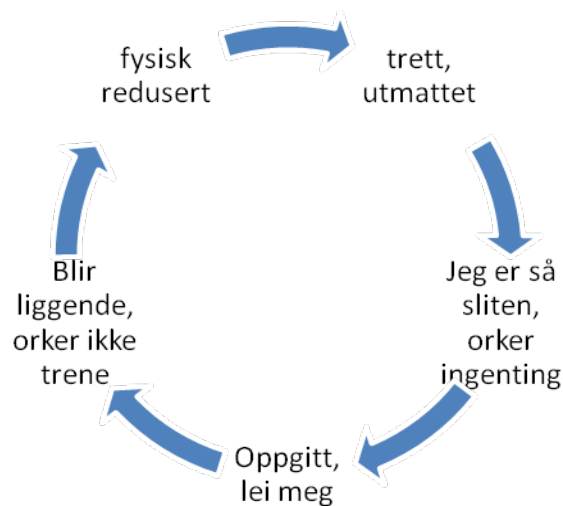 fysisk
redusert
trett,
utmattet
Jeg er så
sliten,
orker
ingenting
Oppgitt,
lei meg
Blir
liggende,
orker ikke
trene